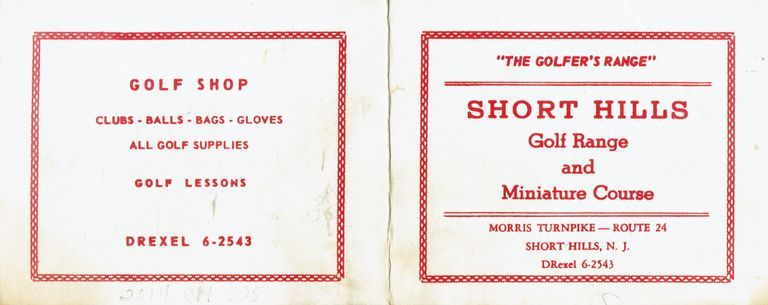 GOLF SHOP
CLUBS - BALLS - BAGS - GLOVES
ALL GOLF SUPPLIES
GOLF LESSONS
DREXEL 6-2543
"THE GOLFER'S RANGE"
SHORT HILLS
Golf Range
and
Miniature Course
MORRIS TURNPIKE — ROUTE 24
SHORT HILLS, N. J.
DRexel 6-2543